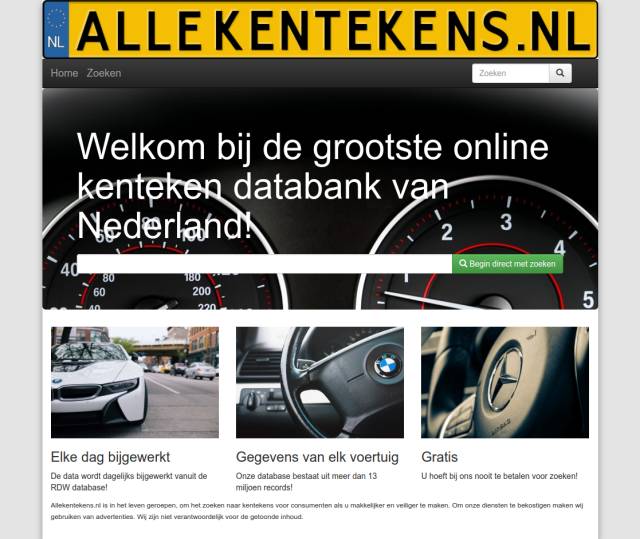 NL ALLEKENTEKENS.NL
Home Zoeken Zoeken
Welkom bij de grootste online
kenteken databank van
Nederland!
Begin direct met zoeken
Elke dag bijgewerkt
De data wordt dagelijks bijgewerkt vanuit de
RDW database!
Gegevens van elk voertuig
Onze database bestaat uit meer dan 13
miljoen records!
Gratis
U hoeft bij ons nooit te betalen voor zoeken!
Allekentekens.nl is in het leven geroepen, om het zoeken naar kentekens voor consumenten als u makkelijker en veiliger te maken. Om onze diensten te bekostigen maken wij
gebruiken van advertenties. Wij zijn niet verantwoordelijk voor de getoonde inhoud.